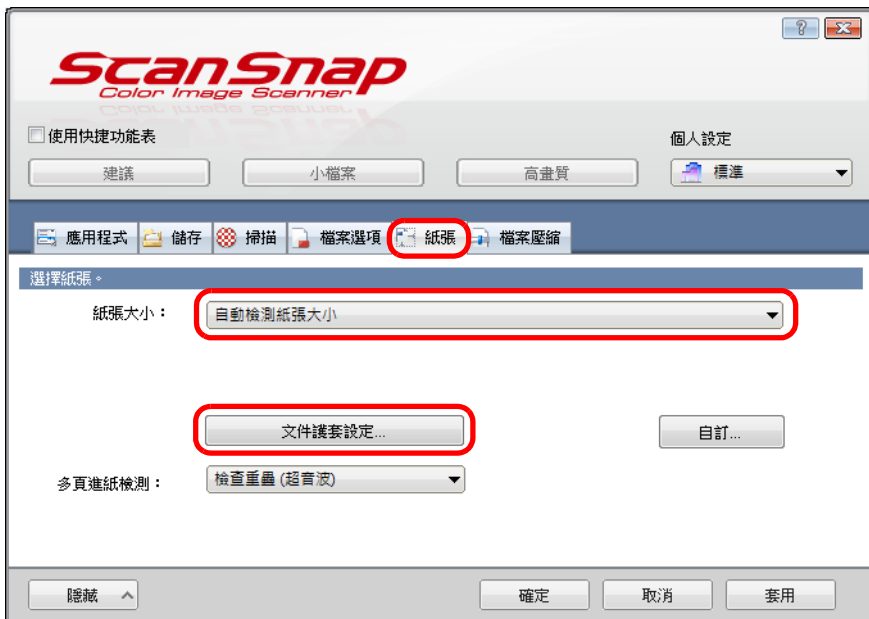 ScanSnap
Color Image Scanner
使用快捷功能表
個人設定
建議 小檔案 高畫質 標準
應用程式 儲存 掃描 檔案選項 紙張 檔案壓縮
選擇紙張。
紙張大小： 自動檢測紙張大小
文件護套設定... 自訂...
多頁進紙檢測： 檢查重疊 (超音波)
隱藏 確定 取消 套用